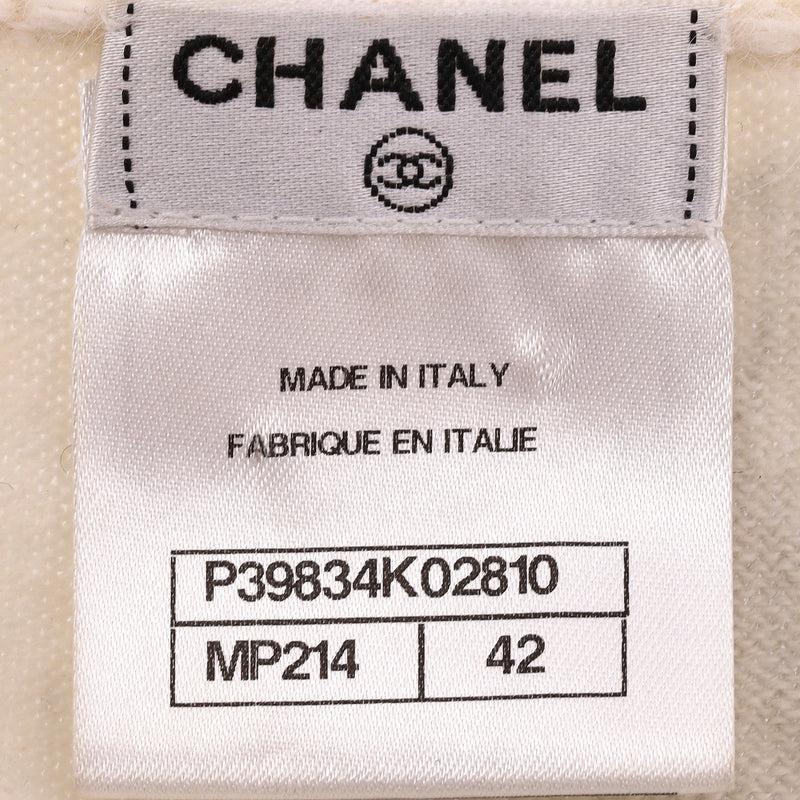 CHANEL
MADE IN ITALY
FABRIQUE EN ITALIE
P39834K02810
MP214 42